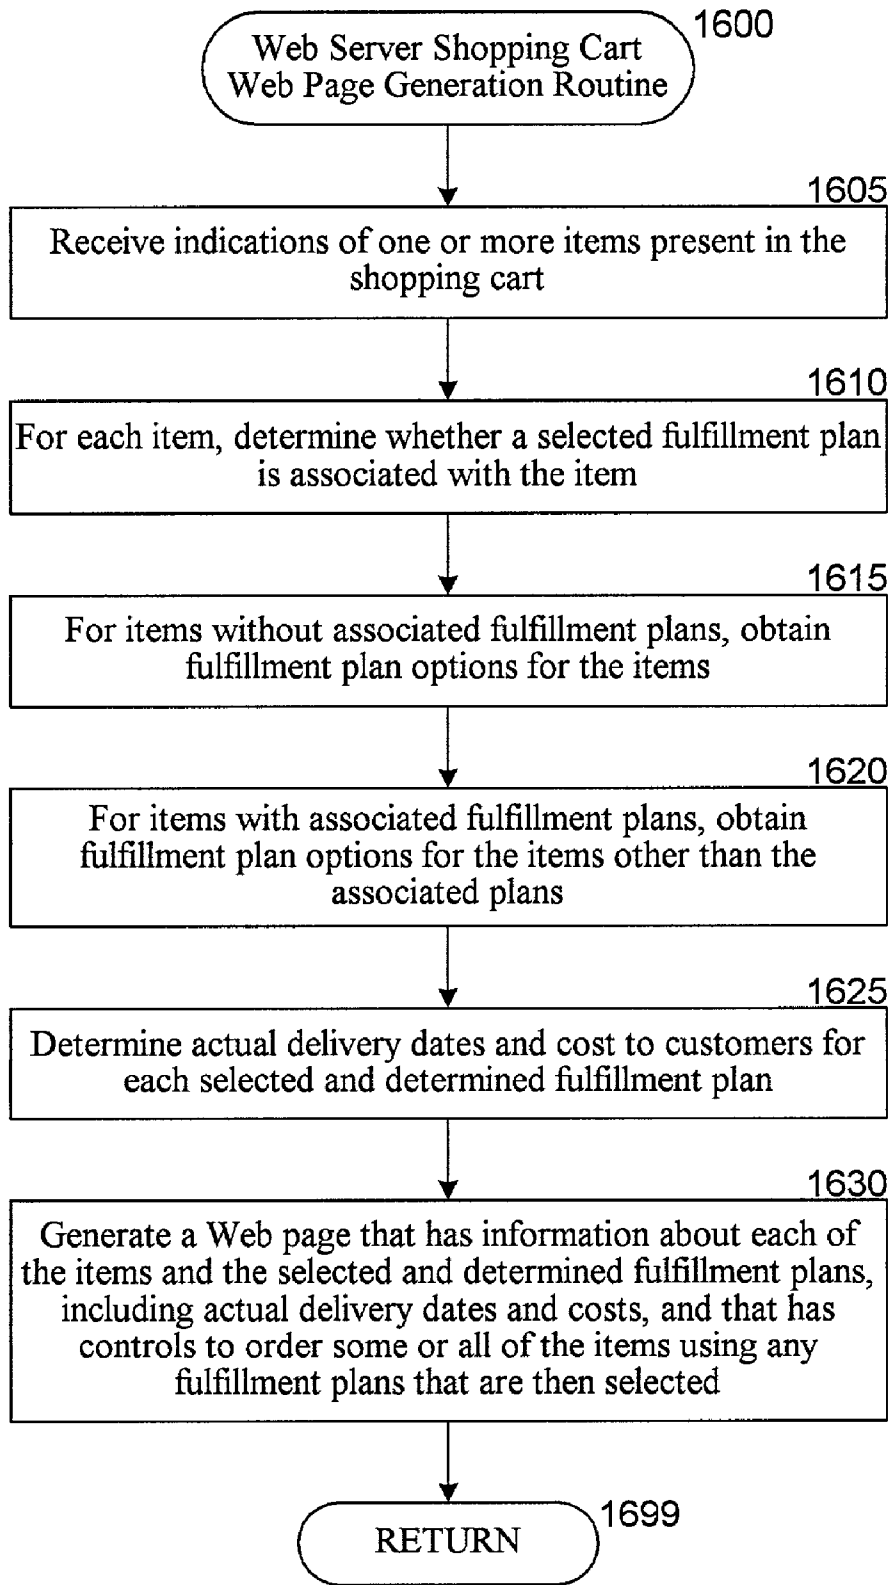 1600
Web Server Shopping Cart
Web Page Generation Routine
1605
Receive indications of one or more items present in the
shopping cart
1610
For each item, determine whether a selected fulfillment plan
is associated with the item
1615
For items without associated fulfillment plans, obtain
fulfillment plan options for the items
1620
For items with associated fulfillment plans, obtain
fulfillment plan options for the items other than the
associated plans
1625
Determine actual delivery dates and cost to customers for
each selected and determined fulfillment plan
1630
Generate a Web page that has information about each of
the items and the selected and determined fulfillment plans,
including actual delivery dates and costs, and that has
controls to order some or all of the items using any
fulfillment plans that are then selected
1699
RETURN